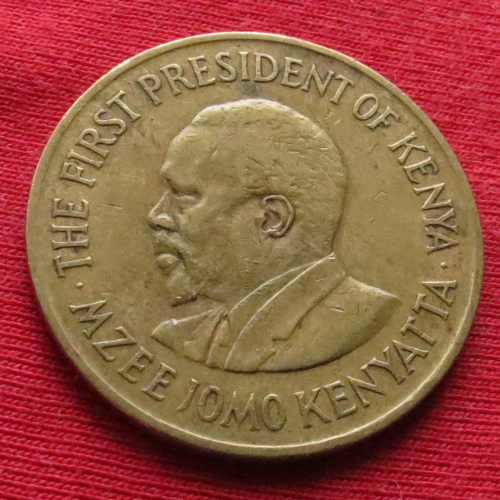 THE FIRST PRESIDENT OF KENYA
· MZEE JOMO KENYATTA ·